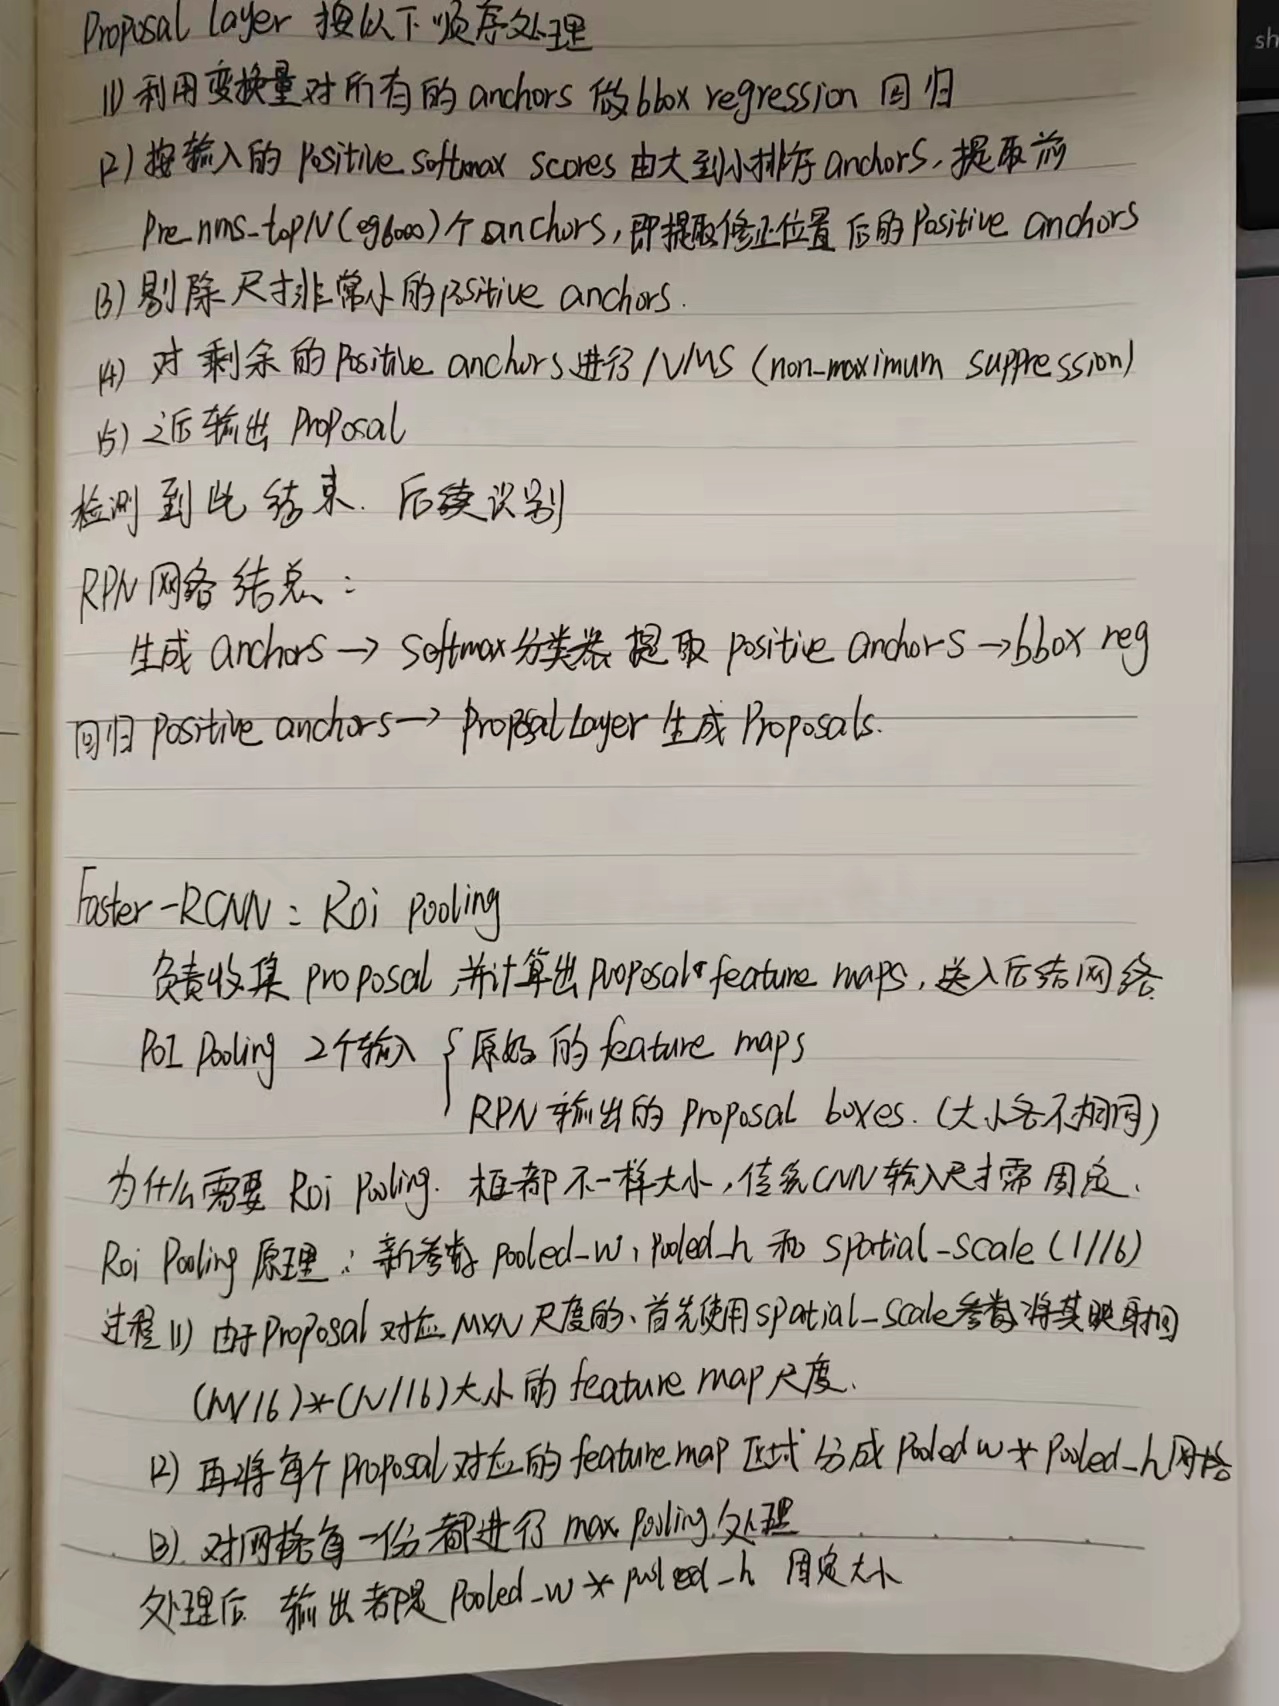 Proposal Layer 按以下顺序处理
(1) 利用变换量对所有的 anchors 做 bbox regression 回归
(2) 按输入的 positive softmax scores 由大到小排序 anchors, 提取前
Pre_nms_topN(eg6000)个 anchors, 即提取修正位置后的 Positive anchors
(3) 剔除尺寸非常小的 positive anchors.
(4) 对剩余的 Positive anchors 进行 NMS (non-maximum suppression)
(5) 之后输出 Proposal
检测到此结束. 后续识别
RPN 网络结总:
生成 anchors → softmax 分类器提取 positive anchors → bbox reg
回归 Positive anchors → Proposal Layer 生成 Proposals.
Faster-RCNN: Roi Pooling
负责收集 proposal, 并计算出 proposal feature maps, 送入后续网络
RoI Pooling 2个输入 { 原始的 feature maps
RPN 输出的 Proposal boxes. (大小各不相同)
为什么需要 Roi Pooling. 框都不一样大小, 传统CNN 输入尺寸需固定.
Roi Pooling 原理: 新参数 Pooled_w, Pooled_h 和 spatial-scale (1/16)
过程 (1) 由于 Proposal 对应 M×N 尺度的、首先使用 spatial-scale 参数将其映射回
(M/16)*(N/16)大小的 feature map 尺度.
(2) 再将每个 Proposal 对应的 feature map 区域分成 Pooled w * Pooled_h 网格
(3) 对网格每一份都进行 max pooling 处理
处理后 输出都是 Pooled_w * pooled_h 固定大小
sh